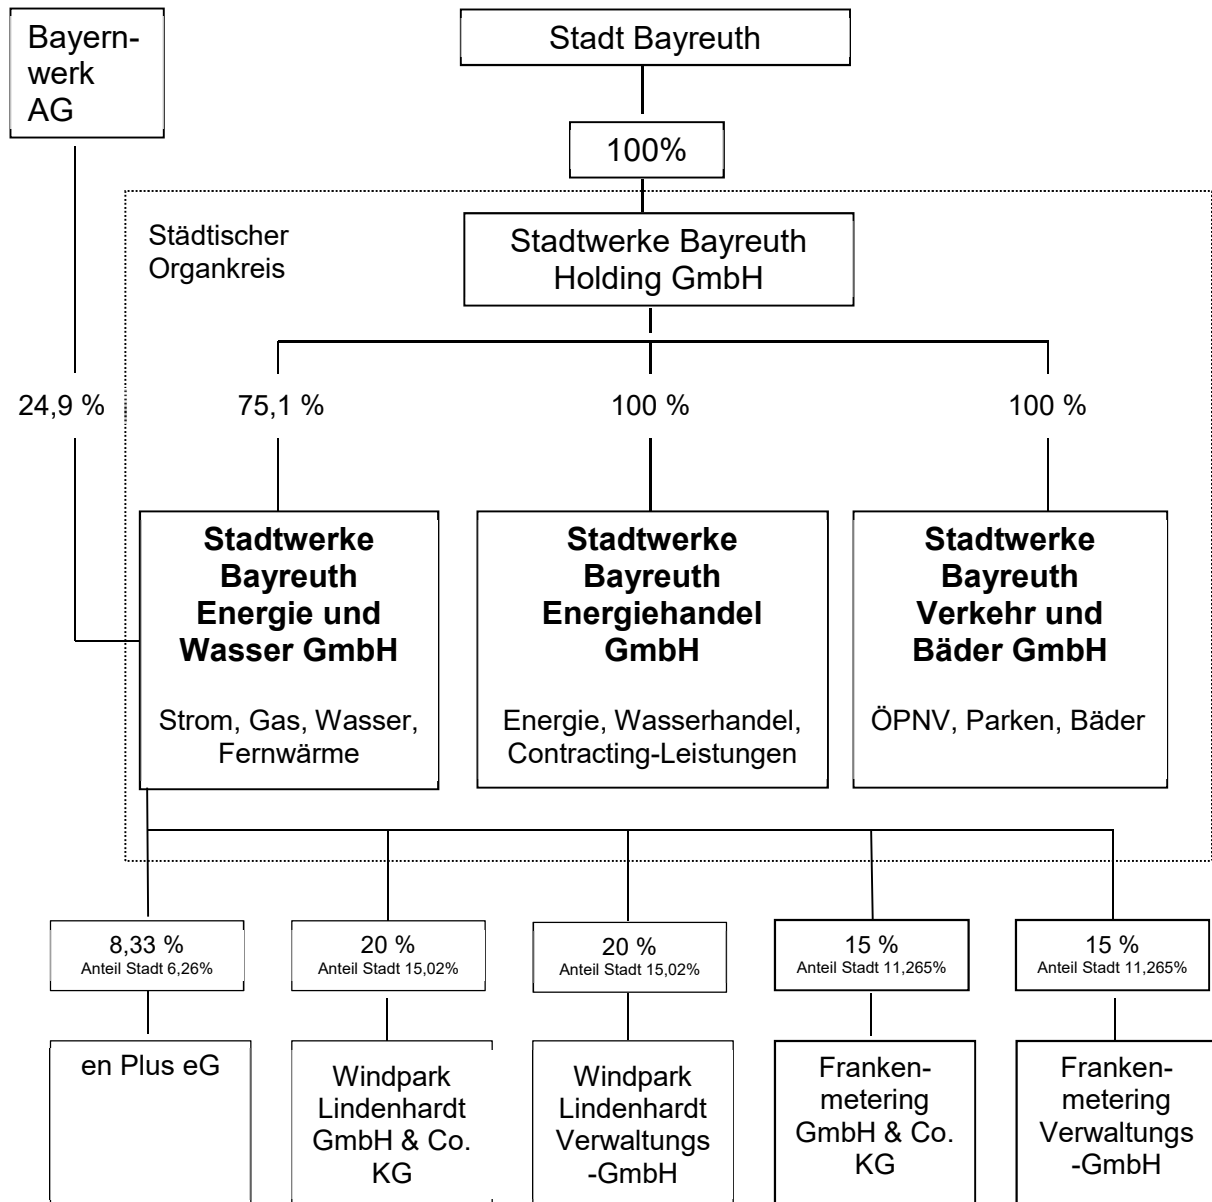 Bayern-
werk
AG
Stadt Bayreuth
100%
Städtischer
Organkreis
Stadtwerke Bayreuth
Holding GmbH
24,9 %
75,1 %
100 %
100 %
Stadtwerke
Bayreuth
Energie und
Wasser GmbH
Strom, Gas, Wasser,
Fernwärme
Stadtwerke
Bayreuth
Energiehandel
GmbH
Energie, Wasserhandel,
Contracting-Leistungen
Stadtwerke
Bayreuth
Verkehr und
Bäder GmbH
ÖPNV, Parken, Bäder
8,33 %
Anteil Stadt 6,26%
20 %
Anteil Stadt 15,02%
20 %
Anteil Stadt 15,02%
15 %
Anteil Stadt 11,265%
15 %
Anteil Stadt 11,265%
en Plus eG
Windpark
Lindenhardt
GmbH & Co.
KG
Windpark
Lindenhardt
Verwaltungs
-GmbH
Franken-
metering
GmbH & Co.
KG
Franken-
metering
Verwaltungs
-GmbH